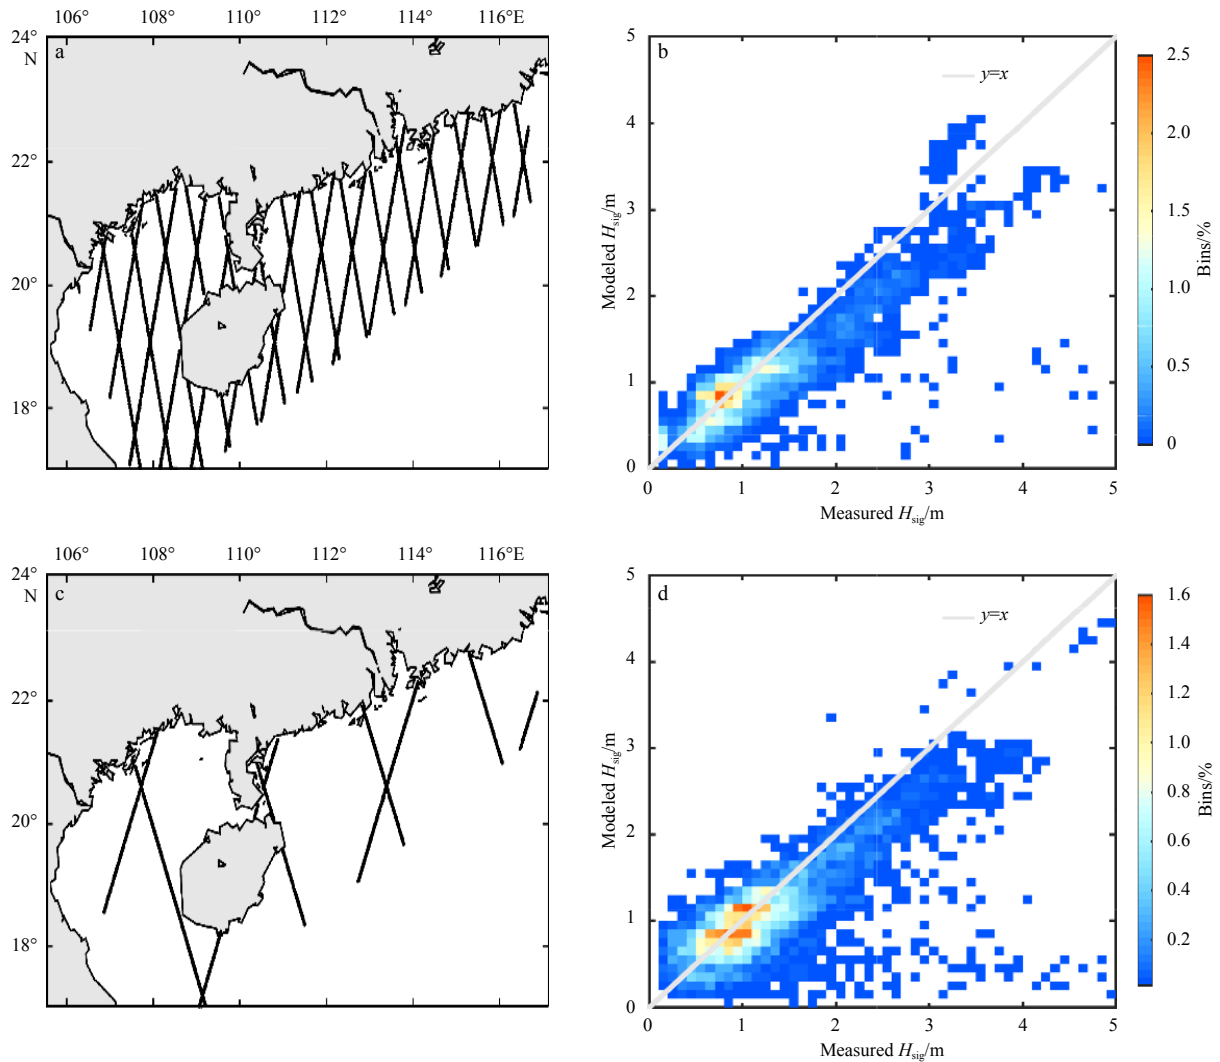 106° 108° 110° 112° 114° 116°E
24°
N
a
22°
20°
18°
5
b
y=x
4
3
2
1
0
Modeled Hsig/m
0 1 2 3 4 5
Measured Hsig/m
2.5
2.0
1.5
1.0
0.5
0
Bins/%
106° 108° 110° 112° 114° 116°E
24°
N
c
22°
20°
18°
5
d
y=x
4
3
2
1
0
Modeled Hsig/m
0 1 2 3 4 5
Measured Hsig/m
1.6
1.4
1.2
1.0
0.8
0.6
0.4
0.2
Bins/%